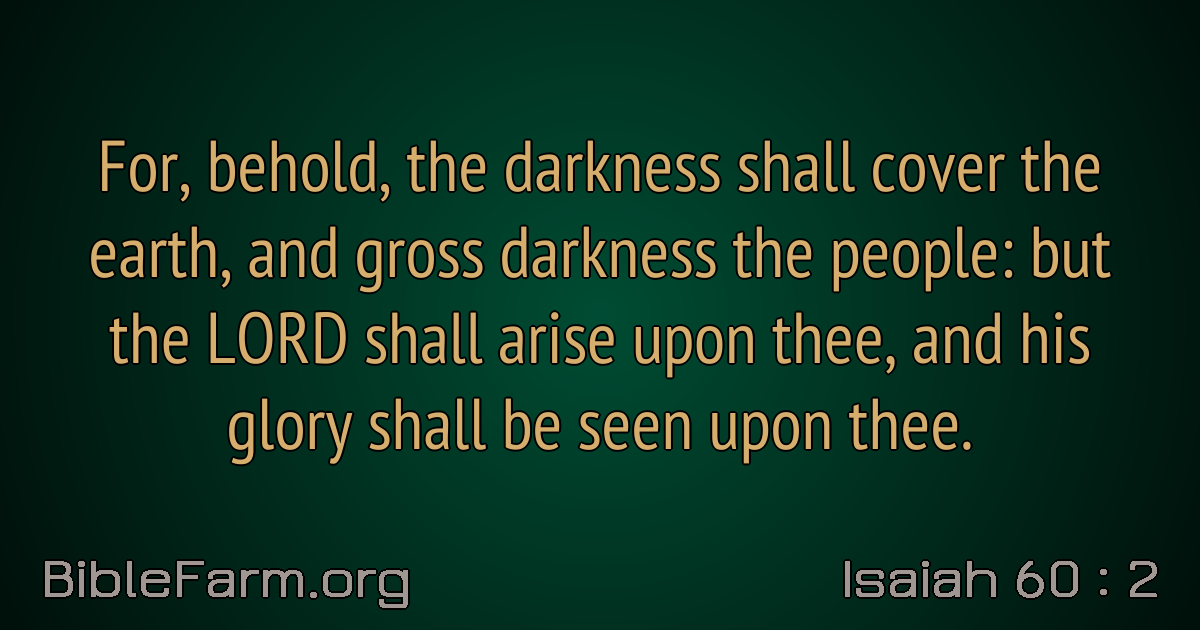 For, behold, the darkness shall cover the
earth, and gross darkness the people: but
the LORD shall arise upon thee, and his
glory shall be seen upon thee.
BibleFarm.org
Isaiah 60 : 2